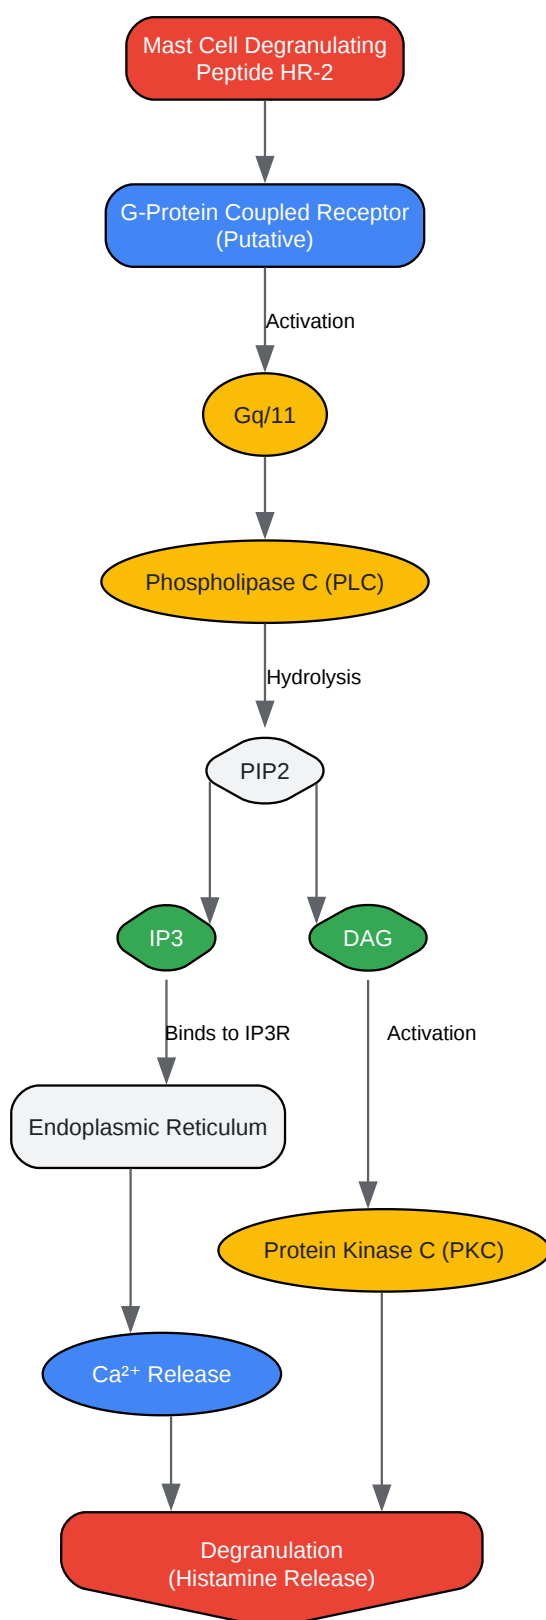 Mast Cell Degranulating
Peptide HR-2
G-Protein Coupled Receptor
(Putative)
Activation
Gq/11
Phospholipase C (PLC)
Hydrolysis
PIP2
IP3
DAG
Binds to IP3R
Activation
Endoplasmic Reticulum
Protein Kinase C (PKC)
Ca²⁺ Release
Degranulation
(Histamine Release)